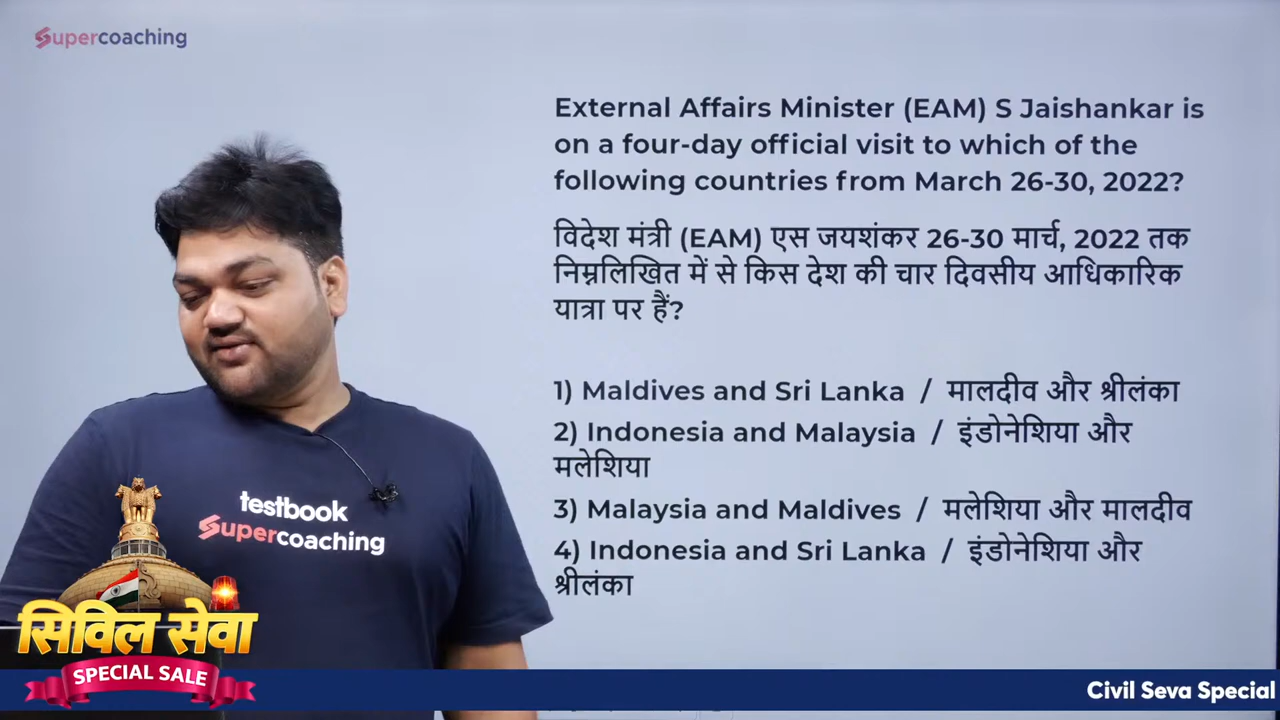 Supercoaching
External Affairs Minister (EAM) S Jaishankar is
on a four-day official visit to which of the
following countries from March 26-30, 2022?
विदेश मंत्री (EAM) एस जयशंकर 26-30 मार्च, 2022 तक
निम्नलिखित में से किस देश की चार दिवसीय आधिकारिक
यात्रा पर हैं?
1) Maldives and Sri Lanka / मालदीव और श्रीलंका
2) Indonesia and Malaysia / इंडोनेशिया और
मलेशिया
3) Malaysia and Maldives / मलेशिया और मालदीव
4) Indonesia and Sri Lanka / इंडोनेशिया और
श्रीलंका
testbook
Supercoaching
सिविल सेवा
SPECIAL SALE
Civil Seva Special